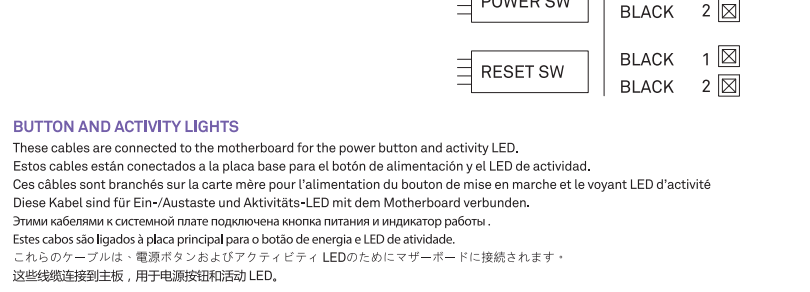 POWER SW
BLACK 2
RESET SW
BLACK 1
BLACK 2
BUTTON AND ACTIVITY LIGHTS
These cables are connected to the motherboard for the power button and activity LED.
Estos cables están conectados a la placa base para el botón de alimentación y el LED de actividad.
Ces câbles sont branchés sur la carte mère pour l'alimentation du bouton de mise en marche et le voyant LED d'activité
Diese Kabel sind für Ein-/Austaste und Aktivitäts-LED mit dem Motherboard verbunden.
Этими кабелями к системной плате подключена кнопка питания и индикатор работы .
Estes cabos são ligados à placa principal para o botão de energia e LED de atividade.
これらのケーブルは、電源ボタンおよびアクティビティ LEDのためにマザーボードに接続されます。
这些线缆连接到主板，用于电源按钮和活动 LED。